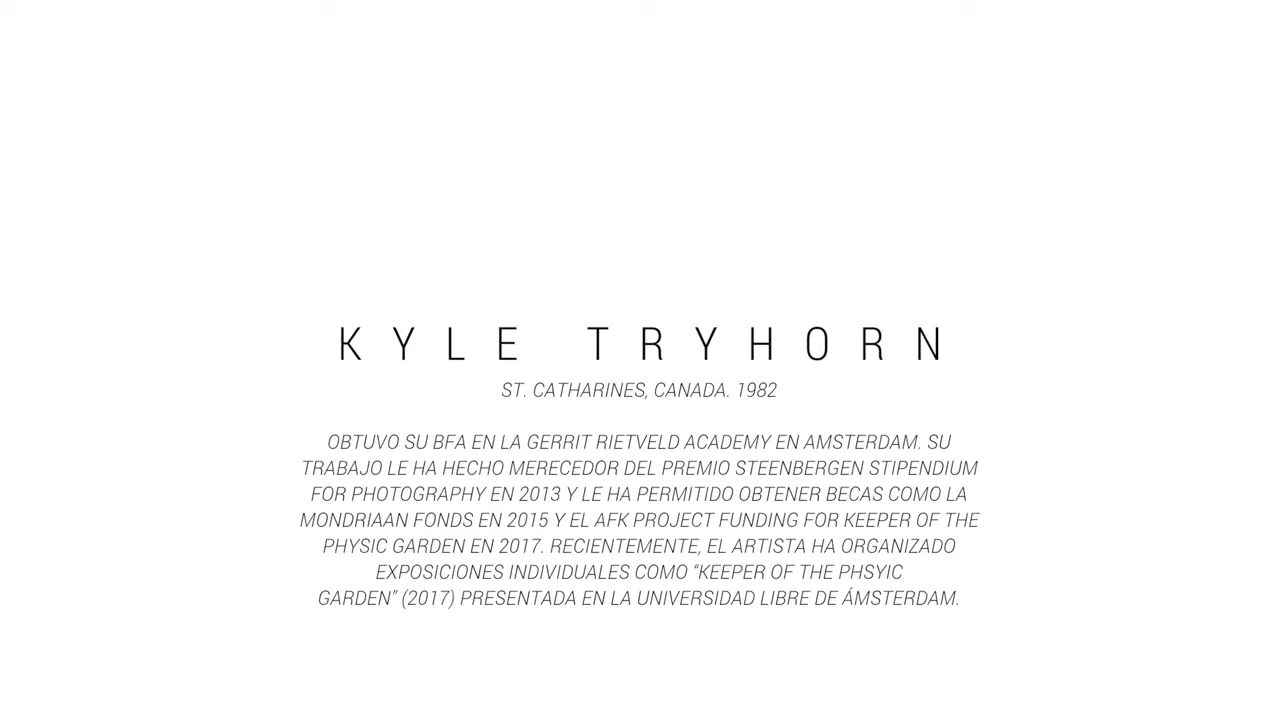 KYLE TRYHORN
ST. CATHARINES, CANADA. 1982
OBTUVO SU BFA EN LA GERRIT RIETVELD ACADEMY EN AMSTERDAM. SU
TRABAJO LE HA HECHO MERECEDOR DEL PREMIO STEENBERGEN STIPENDIUM
FOR PHOTOGRAPHY EN 2013 Y LE HA PERMITIDO OBTENER BECAS COMO LA
MONDRIAAN FONDS EN 2015 Y EL AFK PROJECT FUNDING FOR KEEPER OF THE
PHYSIC GARDEN EN 2017. RECIENTEMENTE, EL ARTISTA HA ORGANIZADO
EXPOSICIONES INDIVIDUALES COMO “KEEPER OF THE PHSYIC
GARDEN” (2017) PRESENTADA EN LA UNIVERSIDAD LIBRE DE ÁMSTERDAM.